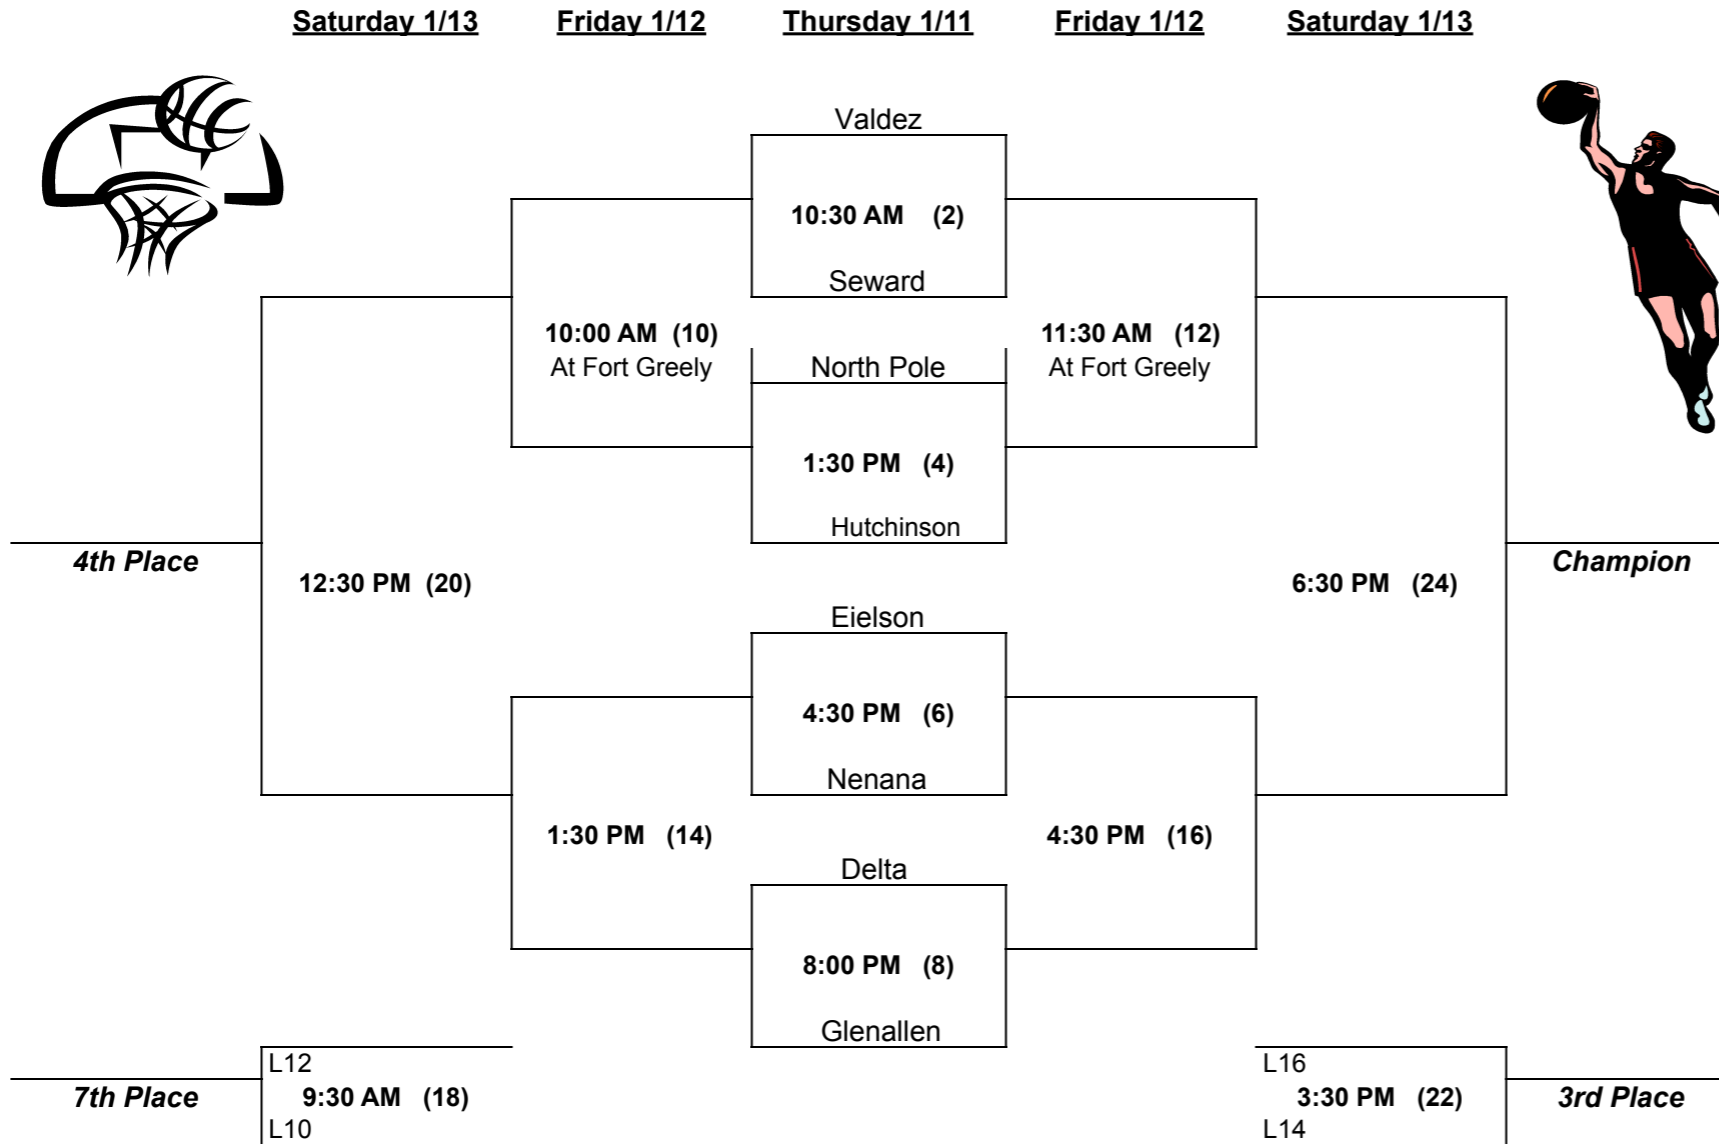 Saturday 1/13 Friday 1/12 Thursday 1/11 Friday 1/12 Saturday 1/13
Valdez
10:30 AM (2)
Seward
10:00 AM (10) 11:30 AM (12)
At Fort Greely North Pole At Fort Greely
1:30 PM (4)
Hutchinson
4th Place Champion
12:30 PM (20) 6:30 PM (24)
Eielson
4:30 PM (6)
Nenana
1:30 PM (14) 4:30 PM (16)
Delta
8:00 PM (8)
Glenallen
L12 L16
7th Place 9:30 AM (18) 3:30 PM (22) 3rd Place
L10 L14